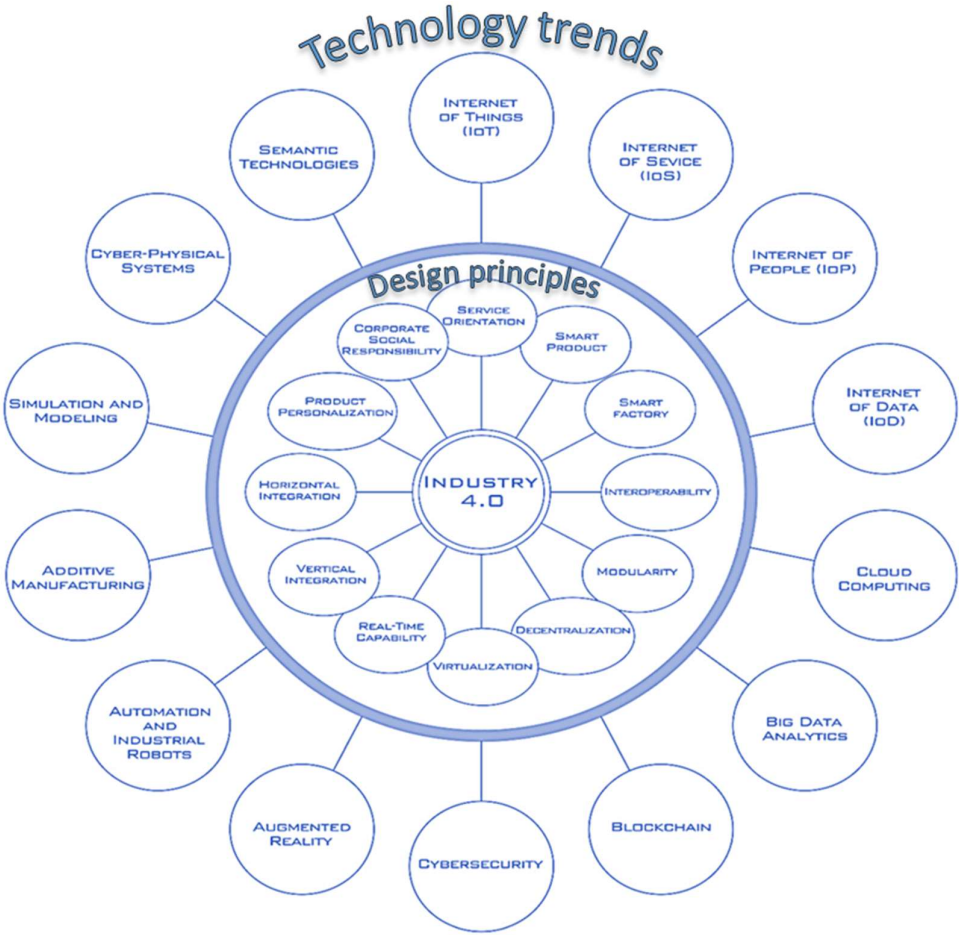 Technology trends
INTERNET
OF THINGS
(IOT)
INTERNET
OF SEVICE
(IOS)
INTERNET OF
PEOPLE (IOP)
INTERNET
OF DATA
(IOD)
CLOUD
COMPUTING
BIG DATA
ANALYTICS
BLOCKCHAIN
CYBERSECURITY
AUGMENTED
REALITY
AUTOMATION
AND
INDUSTRIAL
ROBOTS
ADDITIVE
MANUFACTURING
SIMULATION AND
MODELING
CYBER-PHYSICAL
SYSTEMS
SEMANTIC
TECHNOLOGIES
Design principles
SERVICE
ORIENTATION
SMART
PRODUCT
SMART
FACTORY
INTEROPERABILITY
MODULARITY
DECENTRALIZATION
VIRTUALIZATION
REAL-TIME
CAPABILITY
VERTICAL
INTEGRATION
HORIZONTAL
INTEGRATION
PRODUCT
PERSONALIZATION
CORPORATE
SOCIAL
RESPONSIBILITY
INDUSTRY
4.0